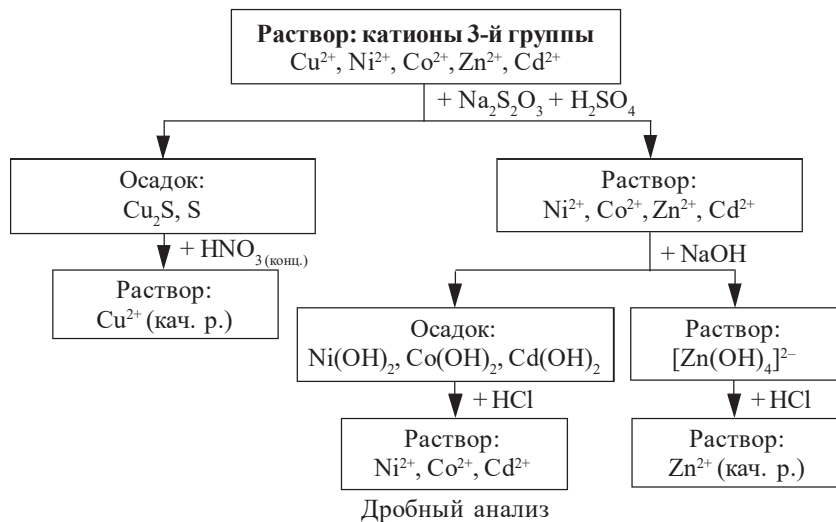 Раствор: катионы 3-й группы
Cu²⁺, Ni²⁺, Co²⁺, Zn²⁺, Cd²⁺
+ Na₂S₂O₃ + H₂SO₄
Осадок:
Cu₂S, S
Раствор:
Ni²⁺, Co²⁺, Zn²⁺, Cd²⁺
+ HNO₃ (конц.)
+ NaOH
Раствор:
Cu²⁺ (кач. р.)
Осадок:
Ni(OH)₂, Co(OH)₂, Cd(OH)₂
Раствор:
[Zn(OH)₄]²⁻
+ HCl
+ HCl
Раствор:
Ni²⁺, Co²⁺, Cd²⁺
Раствор:
Zn²⁺ (кач. р.)
Дробный анализ